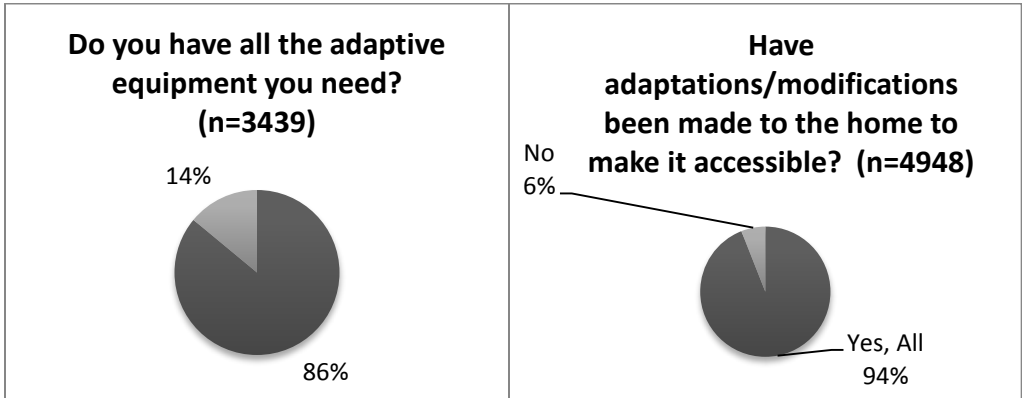 Do you have all the adaptive
equipment you need?
(n=3439)
14%
86%
Have
adaptations/modifications
been made to the home to
make it accessible?  (n=4948)
No
6%
Yes, All
94%